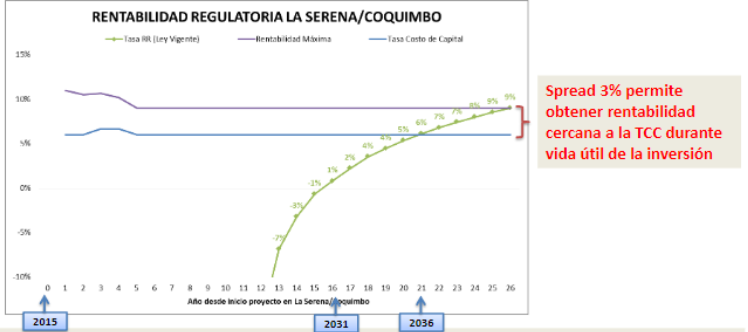 RENTABILIDAD REGULATORIA LA SERENA/COQUIMBO
Tasa RR (Ley Vigente) Rentabilidad Máxima Tasa Costo de Capital
15%
10%
5%
0%
-5%
-10%
-7%
-3%
-1%
1%
2%
4%
4%
5%
6%
7%
7%
8%
9%
9%
0 1 2 3 4 5 6 7 8 9 10 11 12 13 14 15 16 17 18 19 20 21 22 23 24 25 26
Año desde inicio proyecto en La Serena/Coquimbo
2015
2031
2036
Spread 3% permite
obtener rentabilidad
cercana a la TCC durante
vida útil de la inversión